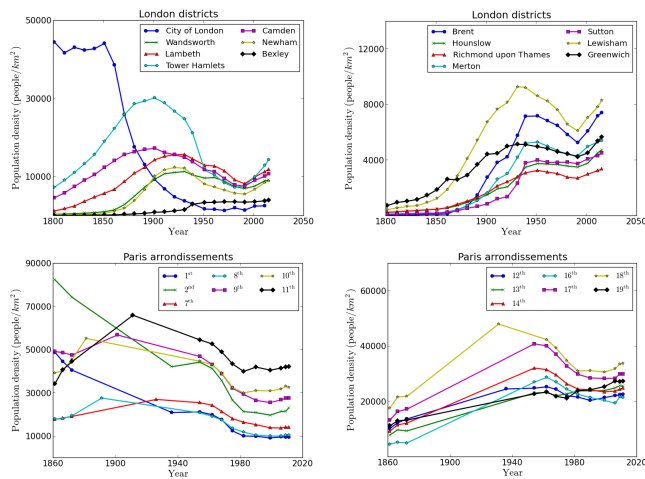 London districts
Population density (people/km²)
50000
30000
10000
1800 1850 1900 1950 2000 2050
Year
City of London
Wandsworth
Lambeth
Tower Hamlets
Camden
Newham
Bexley
London districts
Population density (people/km²)
12000
8000
4000
0
1800 1850 1900 1950 2000 2050
Year
Brent
Hounslow
Richmond upon Thames
Merton
Sutton
Lewisham
Greenwich
Paris arrondissements
Population density (people/km²)
90000
70000
50000
30000
10000
1860 1900 1940 1980 2020
Year
1st
2nd
7th
8th
9th
10th
11th
Paris arrondissements
Population density (people/km²)
80000
60000
40000
20000
0
1860 1900 1940 1980 2020
Year
12th
13th
14th
16th
17th
18th
19th